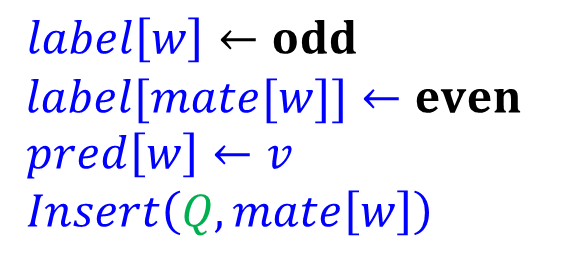 label[w] ← odd
label[mate[w]] ← even
pred[w] ← v
Insert(Q, mate[w])